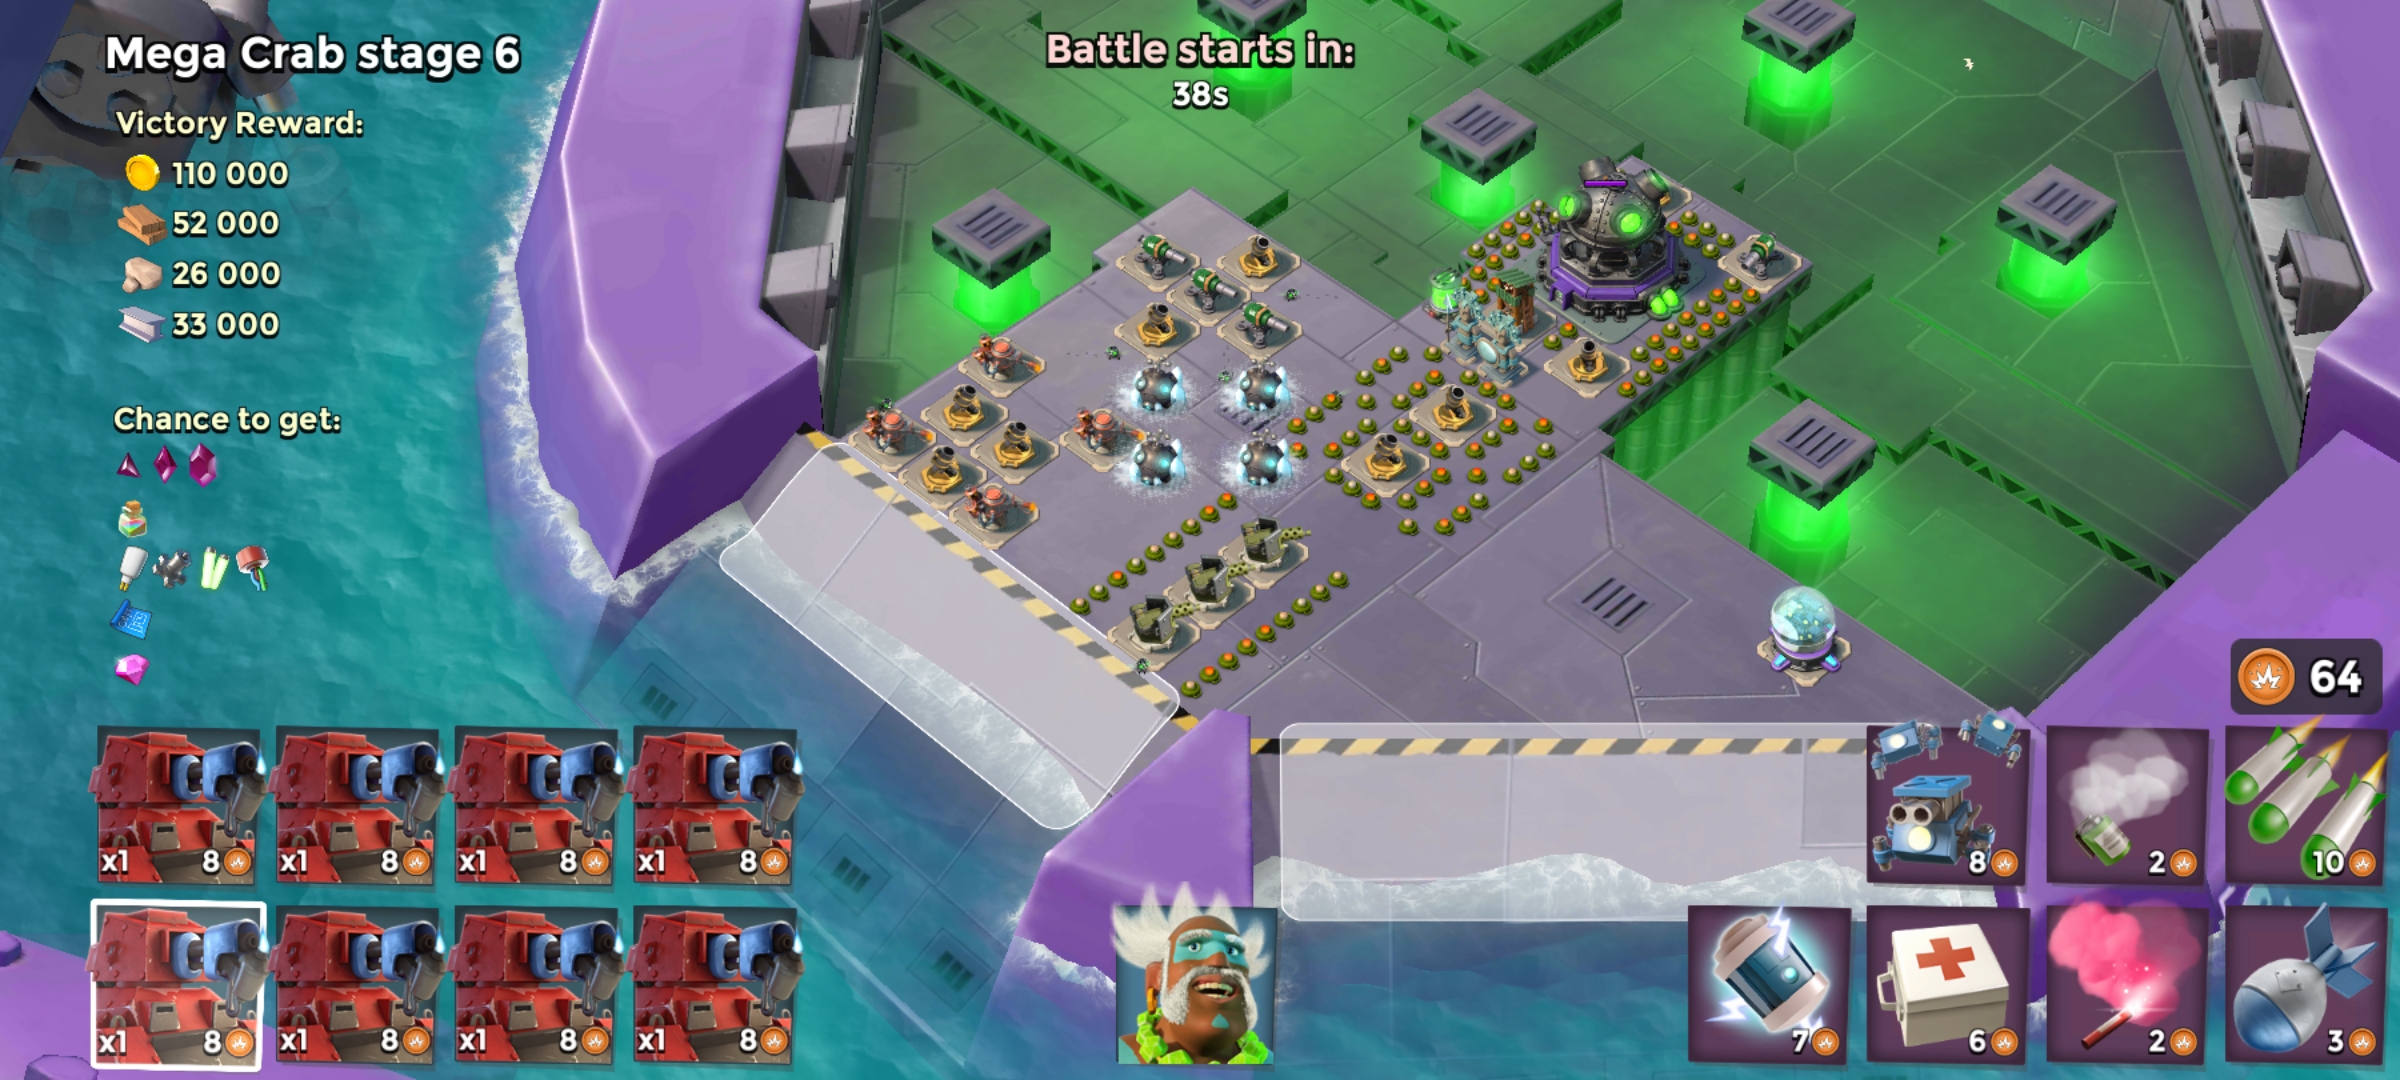 Mega Crab stage 6
Battle starts in:
38s
Victory Reward:
110 000
52 000
26 000
33 000
Chance to get:
64
x1 8
x1 8
x1 8
x1 8
8
2
10
x1 8
x1 8
x1 8
x1 8
7
6
2
3